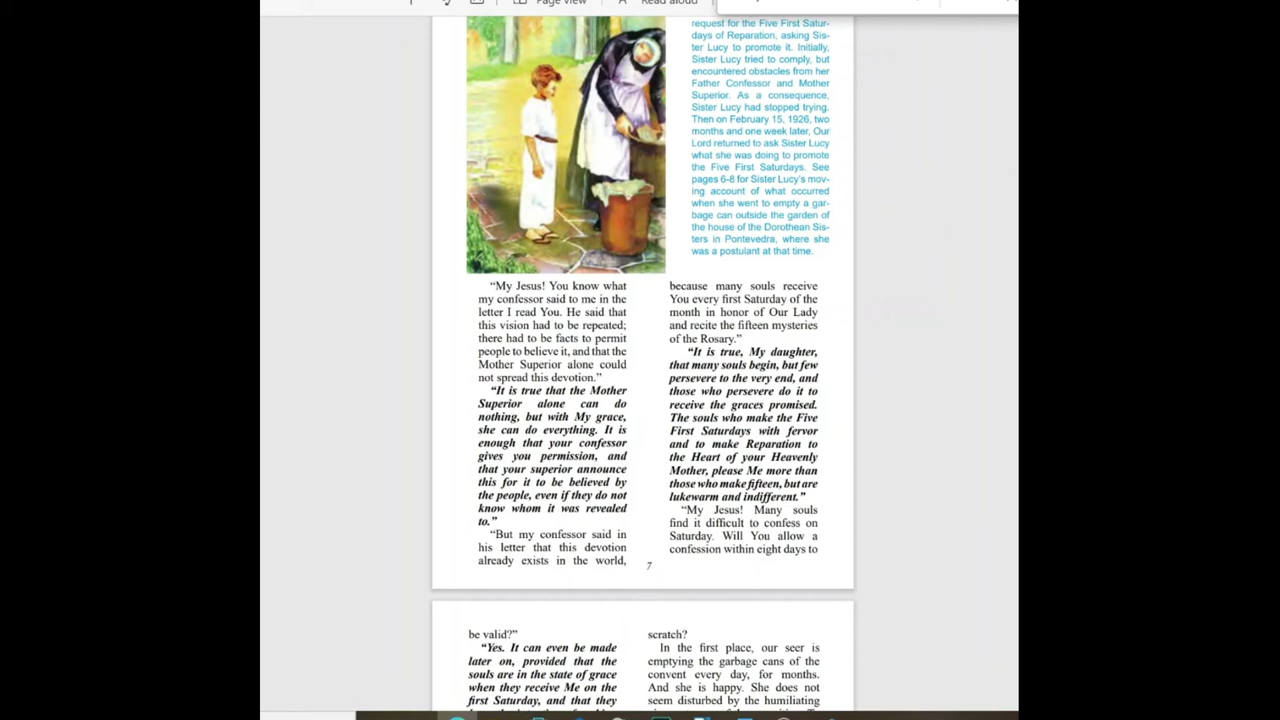 Page view
Read aloud
request for the Five First Satur-
days of Reparation, asking Sis-
ter Lucy to promote it. Initially,
Sister Lucy tried to comply, but
encountered obstacles from her
Father Confessor and Mother
Superior. As a consequence,
Sister Lucy had stopped trying.
Then on February 15, 1926, two
months and one week later, Our
Lord returned to ask Sister Lucy
what she was doing to promote
the Five First Saturdays. See
pages 6-8 for Sister Lucy's mov-
ing account of what occurred
when she went to empty a gar-
bage can outside the garden of
the house of the Dorothean Sis-
ters in Pontevedra, where she
was a postulant at that time.
“My Jesus! You know what
my confessor said to me in the
letter I read You. He said that
this vision had to be repeated;
there had to be facts to permit
people to believe it, and that the
Mother Superior alone could
not spread this devotion.”
“It is true that the Mother
Superior alone can do
nothing, but with My grace,
she can do everything. It is
enough that your confessor
gives you permission, and
that your superior announce
this for it to be believed by
the people, even if they do not
know whom it was revealed
to.”
“But my confessor said in
his letter that this devotion
already exists in the world,
because many souls receive
You every first Saturday of the
month in honor of Our Lady
and recite the fifteen mysteries
of the Rosary.”
“It is true, My daughter,
that many souls begin, but few
persevere to the very end, and
those who persevere do it to
receive the graces promised.
The souls who make the Five
First Saturdays with fervor
and to make Reparation to
the Heart of your Heavenly
Mother, please Me more than
those who make fifteen, but are
lukewarm and indifferent.”
“My Jesus! Many souls
find it difficult to confess on
Saturday. Will You allow a
confession within eight days to
7
be valid?”
“Yes. It can even be made
later on, provided that the
souls are in the state of grace
when they receive Me on the
first Saturday, and that they
scratch?
In the first place, our seer is
emptying the garbage cans of the
convent every day, for months.
And she is happy. She does not
seem disturbed by the humiliating